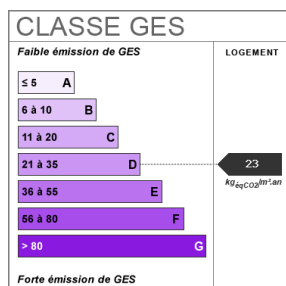 CLASSE GES
Faible émission de GES
LOGEMENT
≤ 5 A
6 à 10 B
11 à 20 C
21 à 35 D
23
kgéqCO2/m².an
36 à 55 E
56 à 80 F
> 80 G
Forte émission de GES